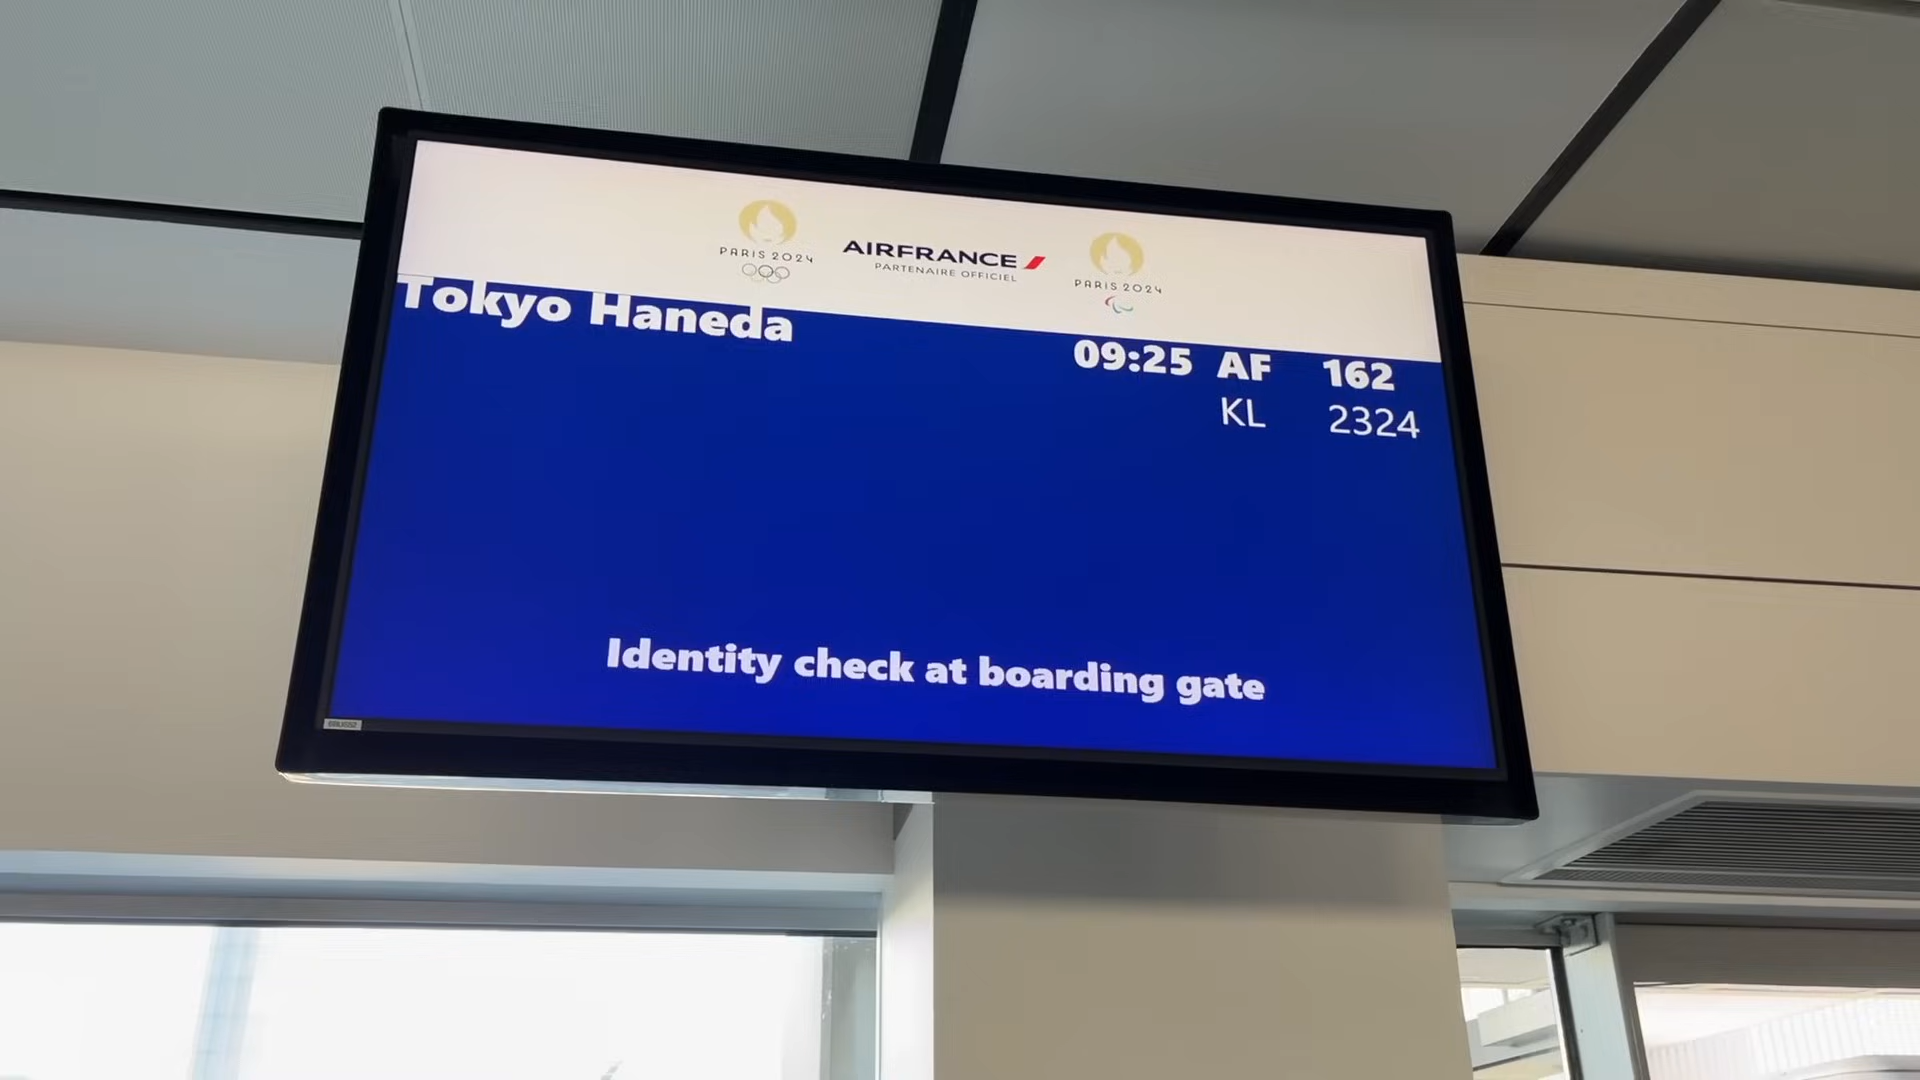 PARIS 2024
AIRFRANCE
PARTENAIRE OFFICIEL
PARIS 2024
Tokyo Haneda
09:25 AF 162
KL 2324
Identity check at boarding gate